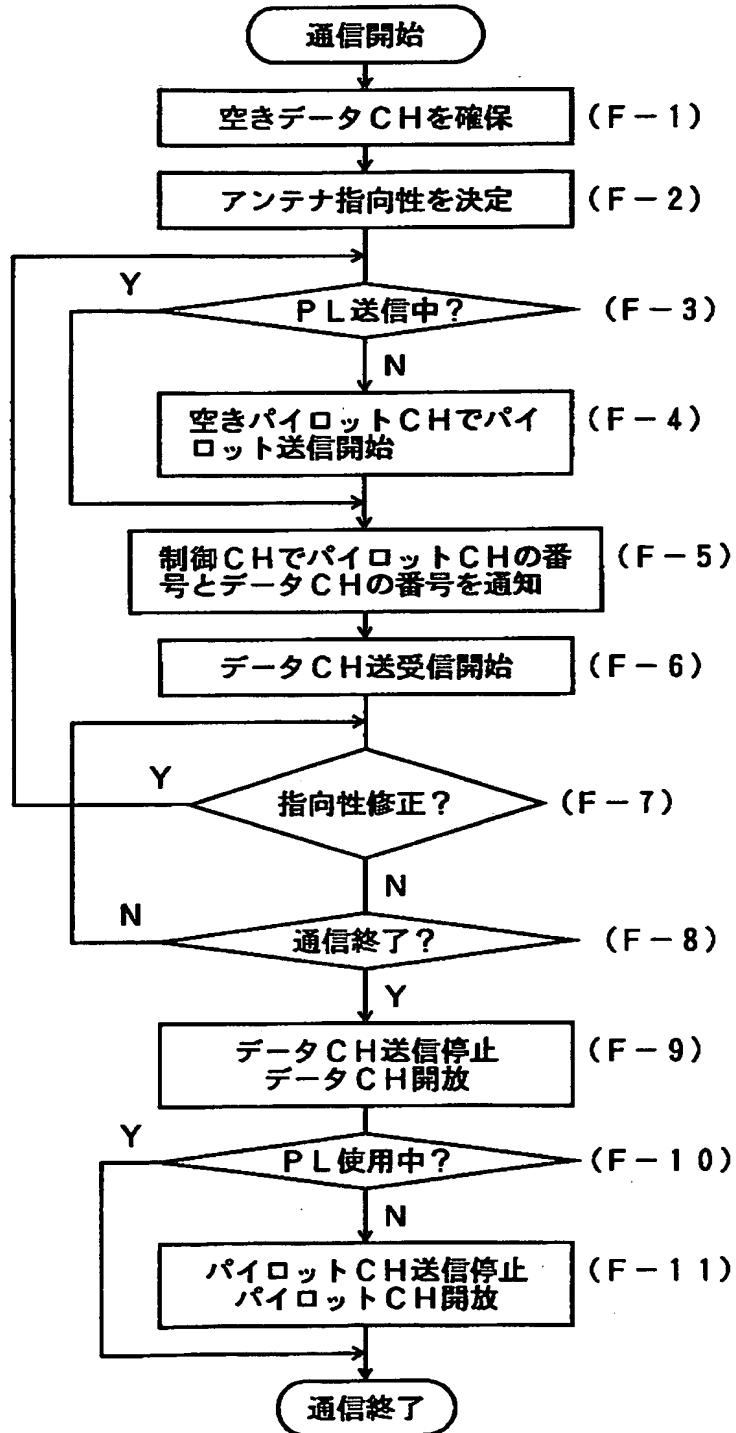 通信開始
空きデータCHを確保 (F-1)
アンテナ指向性を決定 (F-2)
Y
PL送信中? (F-3)
N
空きパイロットCHでパイ (F-4)
ロット送信開始
制御CHでパイロットCHの番 (F-5)
号とデータCHの番号を通知
データCH送受信開始 (F-6)
Y
指向性修正? (F-7)
N
N
通信終了? (F-8)
Y
データCH送信停止 (F-9)
データCH開放
Y
PL使用中? (F-10)
N
パイロットCH送信停止 (F-11)
パイロットCH開放
通信終了